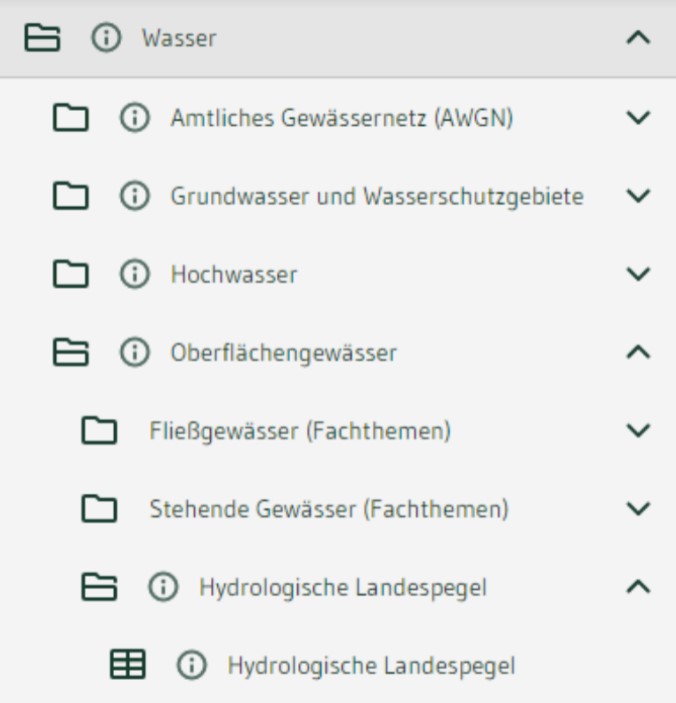 Wasser
Amtliches Gewässernetz (AWGN)
Grundwasser und Wasserschutzgebiete
Hochwasser
Oberflächengewässer
Fließgewässer (Fachthemen)
Stehende Gewässer (Fachthemen)
Hydrologische Landespegel
Hydrologische Landespegel